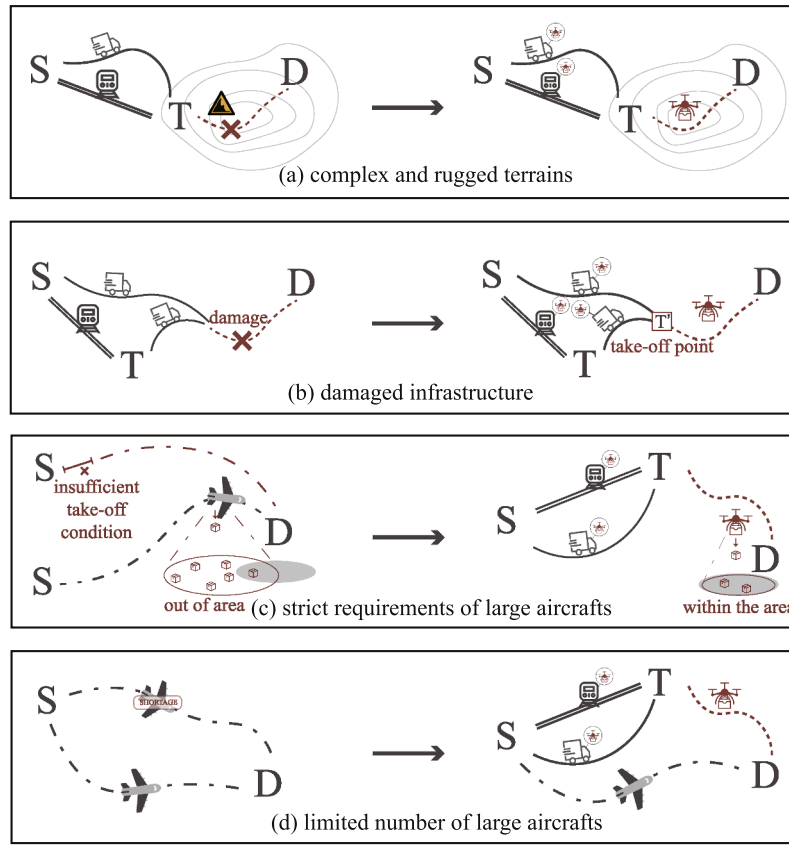 S
T
D
S
T
D
(a) complex and rugged terrains
S
T
damage
D
S
T
T'
take-off point
D
(b) damaged infrastructure
S
insufficient
take-off
condition
S
D
out of area
S
T
D
within the area
(c) strict requirements of large aircrafts
S
SHORTAGE
D
S
T
D
(d) limited number of large aircrafts